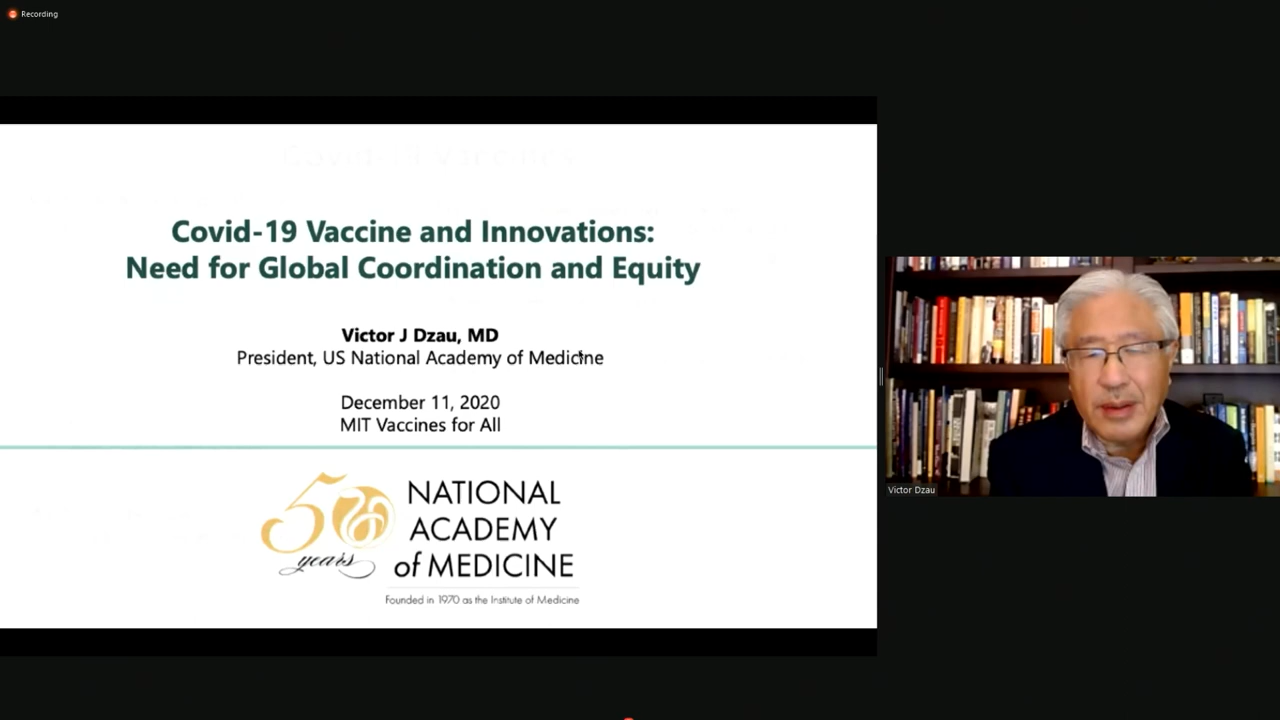 Recording
Covid-19 Vaccine and Innovations:
Need for Global Coordination and Equity
Victor J Dzau, MD
President, US National Academy of Medicine
December 11, 2020
MIT Vaccines for All
50
years
NATIONAL
ACADEMY
of MEDICINE
Founded in 1970 as the Institute of Medicine
Victor Dzau